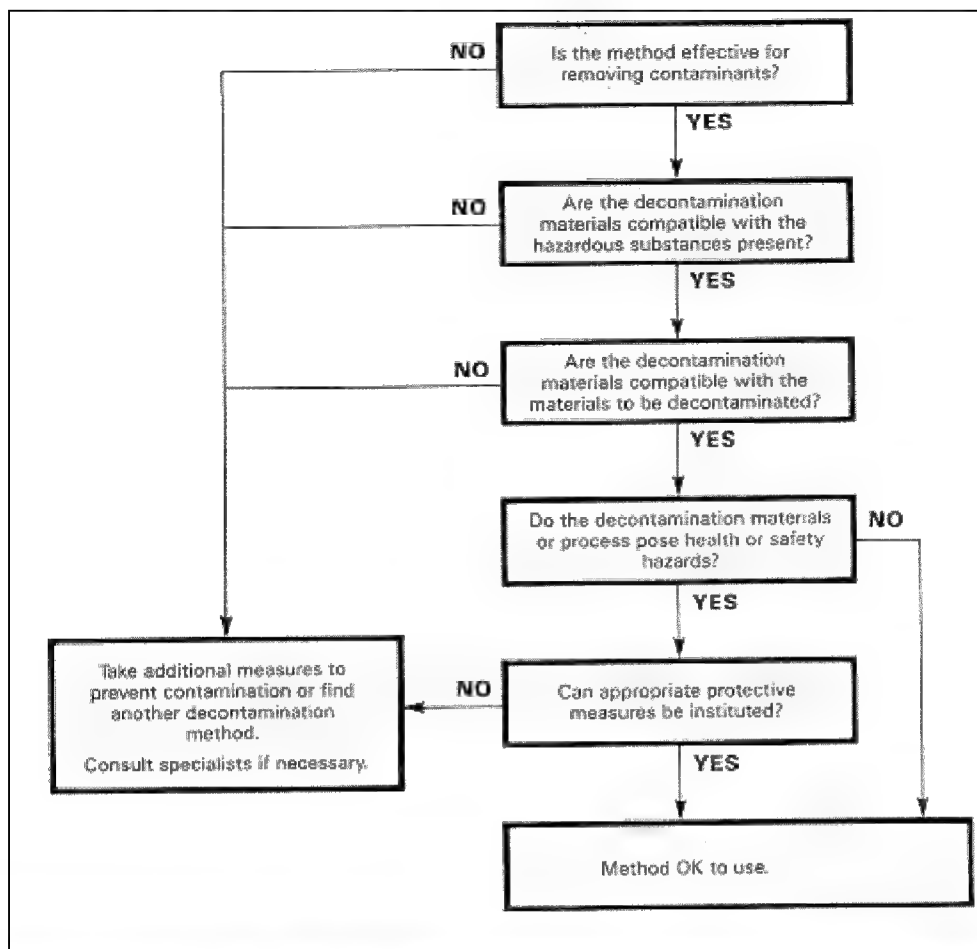 NO
Is the method effective for
removing contaminants?
YES
NO
Are the decontamination
materials compatible with the
hazardous substances present?
YES
NO
Are the decontamination
materials compatible with the
materials to be decontaminated?
YES
Do the decontamination materials
or process pose health or safety
hazards?
NO
YES
Take additional measures to
prevent contamination or find
another decontamination
method.
Consult specialists if necessary.
NO
Can appropriate protective
measures be instituted?
YES
Method OK to use.